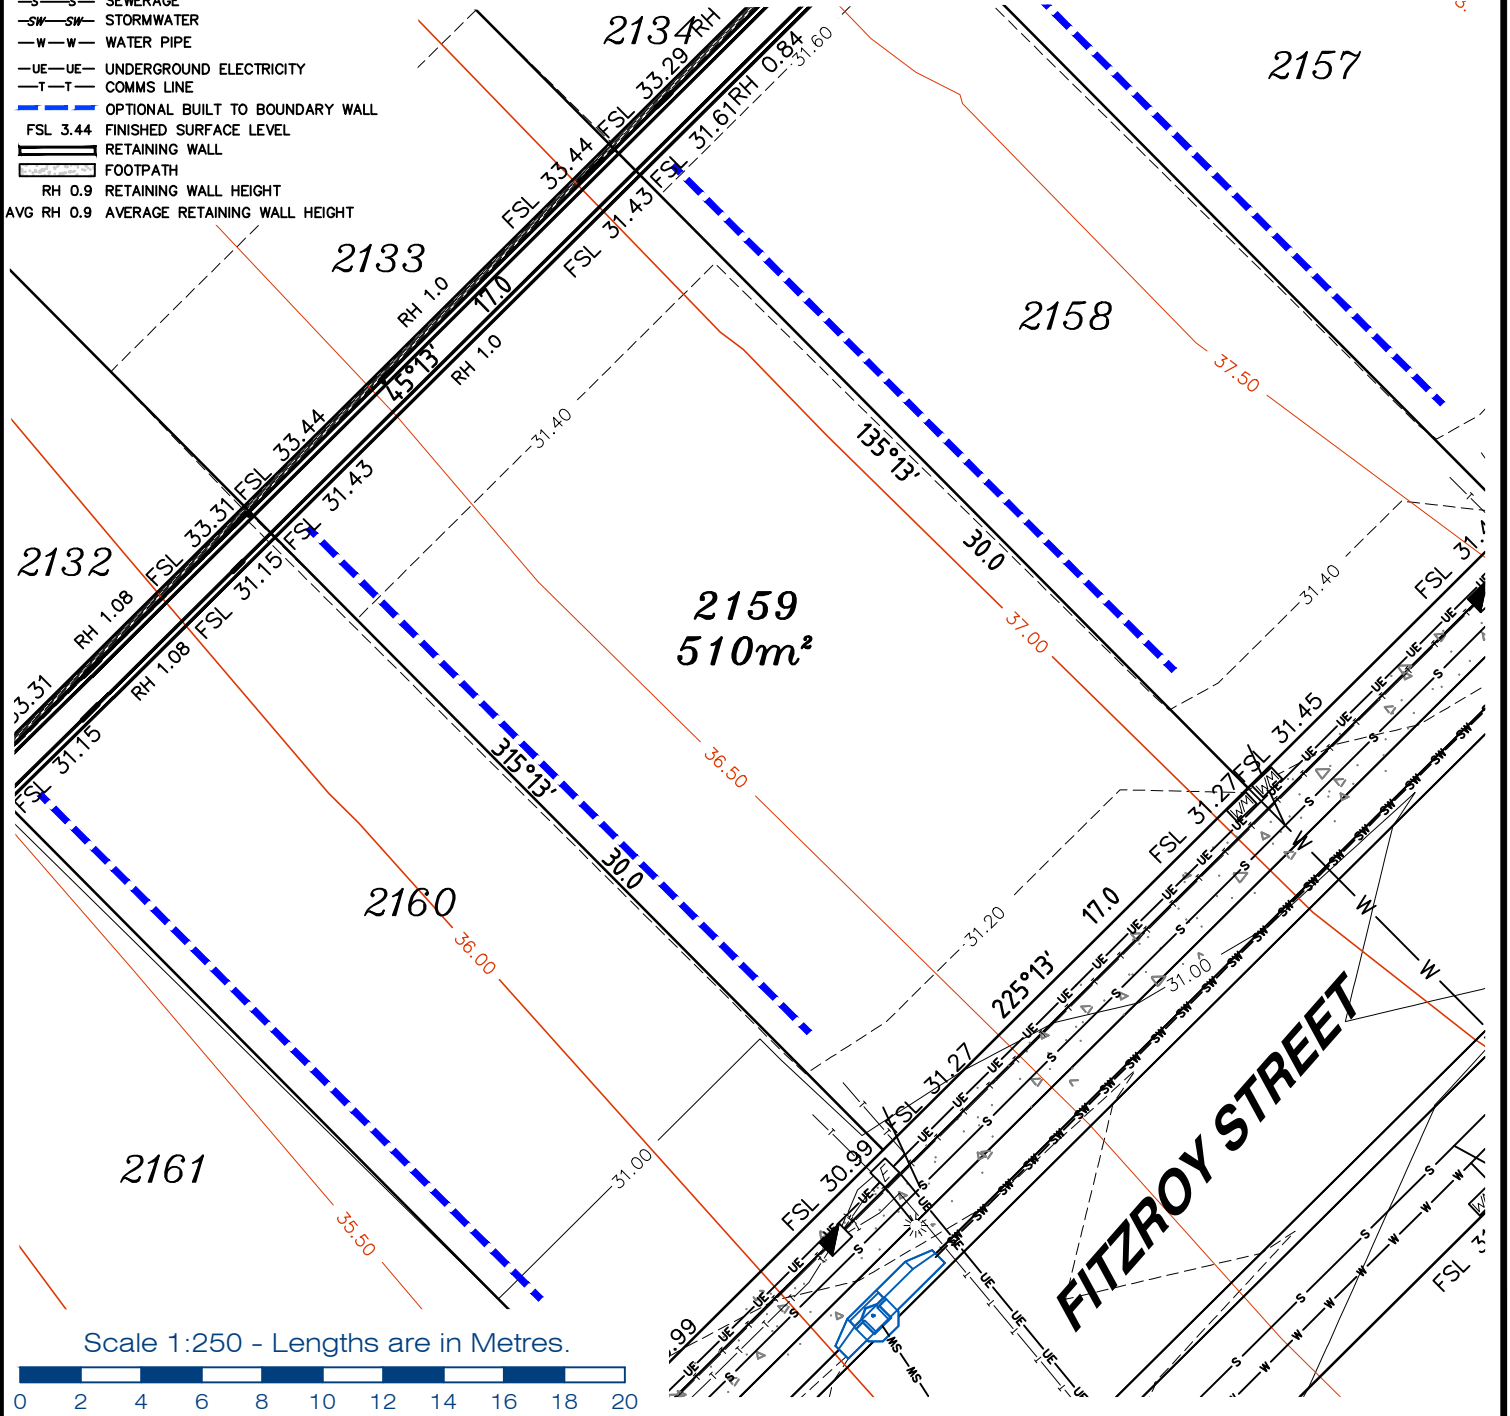 SEWERAGE
STORMWATER
WATER PIPE
UNDERGROUND ELECTRICITY
COMMS LINE
OPTIONAL BUILT TO BOUNDARY WALL
FSL 3.44 FINISHED SURFACE LEVEL
RETAINING WALL
FOOTPATH
RH 0.9 RETAINING WALL HEIGHT
AVG RH 0.9 AVERAGE RETAINING WALL HEIGHT
2134
FSL 33.29 RH
31.60
FSL 31.61 RH 0.84
2157
FSL 33.44
FSL 31.43
2133
RH 1.0
17.0
45°13'
RH 1.0
2158
37.50
31.40
135°13'
30.0
FSL 33.44
FSL 31.43
FSL 33.31
FSL 31.15
2132
RH 1.08
RH 1.08
33.31
FSL 31.15
2159
510m²
37.00
31.40
FSL 31.4
FSL 31.45
FSL 31.27
36.50
315°13'
30.0
2160
36.00
31.20
17.0
225°13'
31.00
FSL 31.27
FSL 30.99
FITZROY STREET
2161
35.50
31.00
.99
FSL
Scale 1:250 - Lengths are in Metres.
0 2 4 6 8 10 12 14 16 18 20